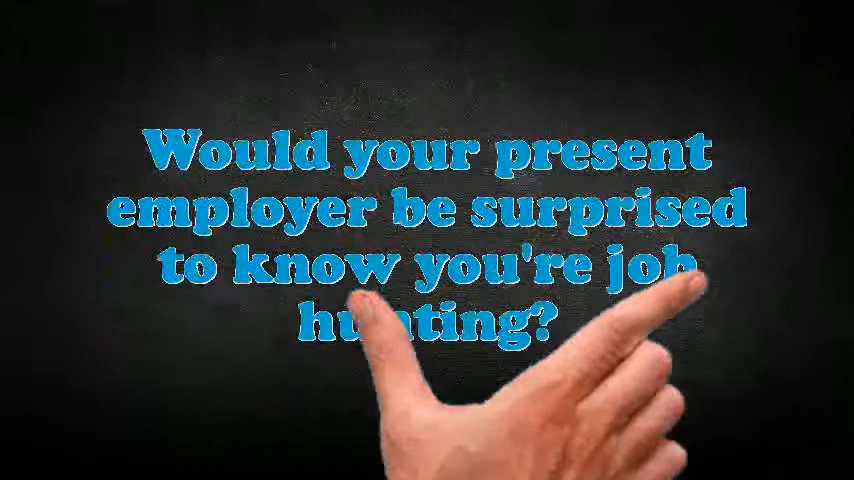 Would your present
employer be surprised
to know you're job
hunting?